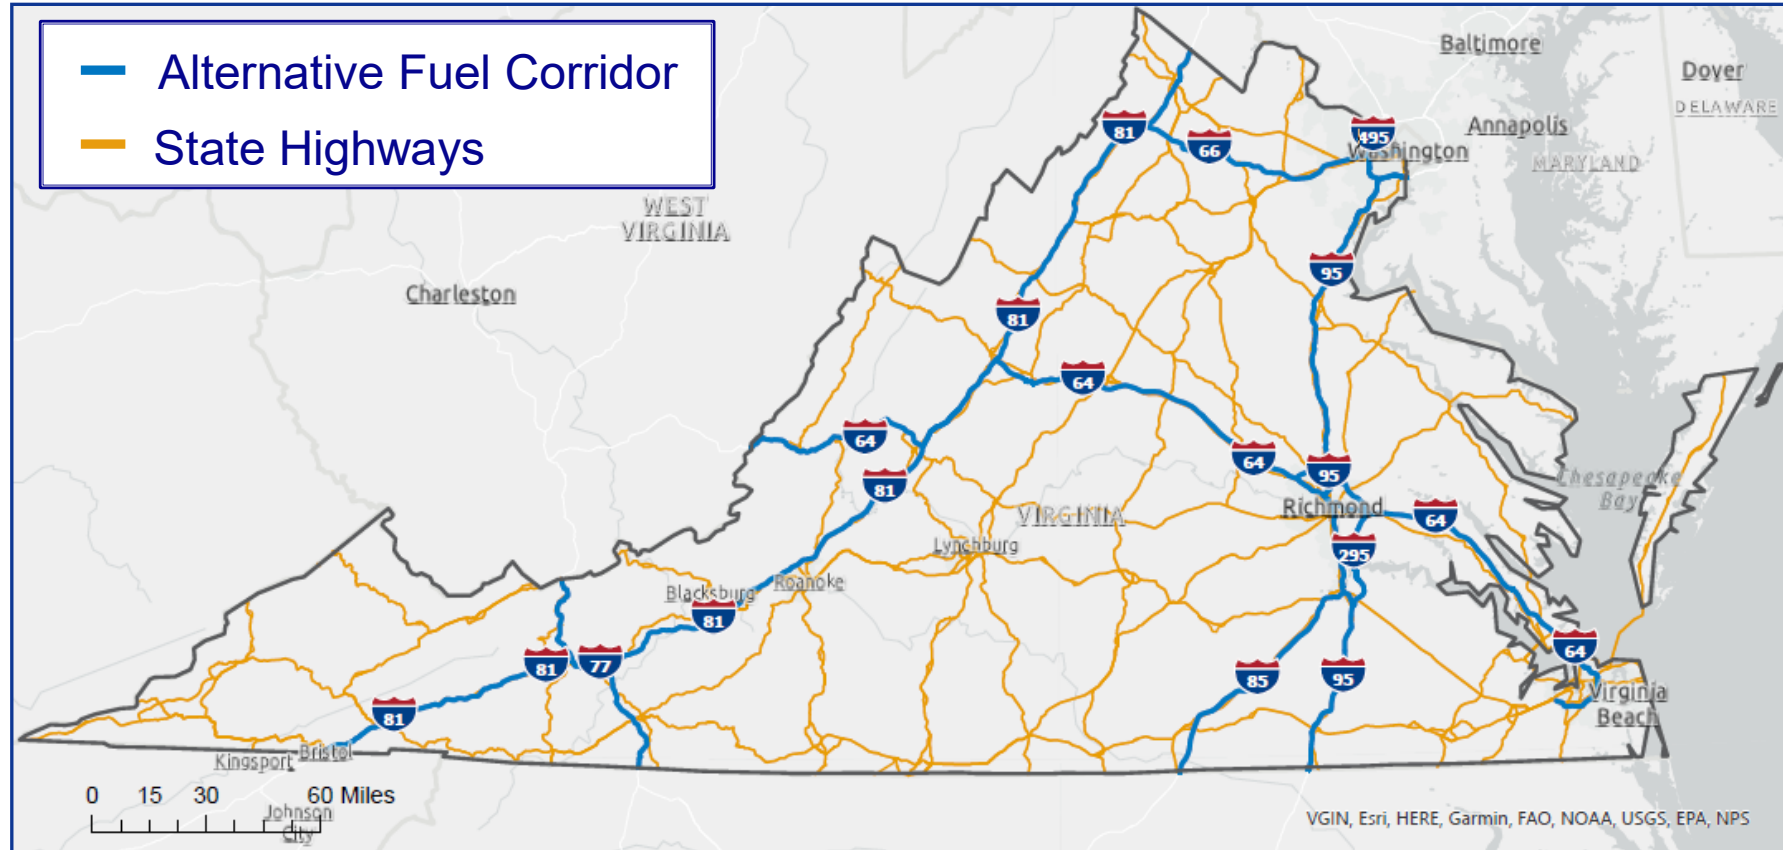 Alternative Fuel Corridor
State Highways
Baltimore
Dover
DELAWARE
Annapolis
81
66
495
Washington
MARYLAND
WEST
VIRGINIA
95
Charleston
81
64
64
64
95
81
Chesapeake
Bay
Richmond
VIRGINIA
64
Lynchburg
295
Blacksburg
Roanoke
81
81
77
64
85
95
Virginia
Beach
81
Bristol
Kingsport
0 15 30 60 Miles
Johnson
City
VGIN, Esri, HERE, Garmin, FAO, NOAA, USGS, EPA, NPS